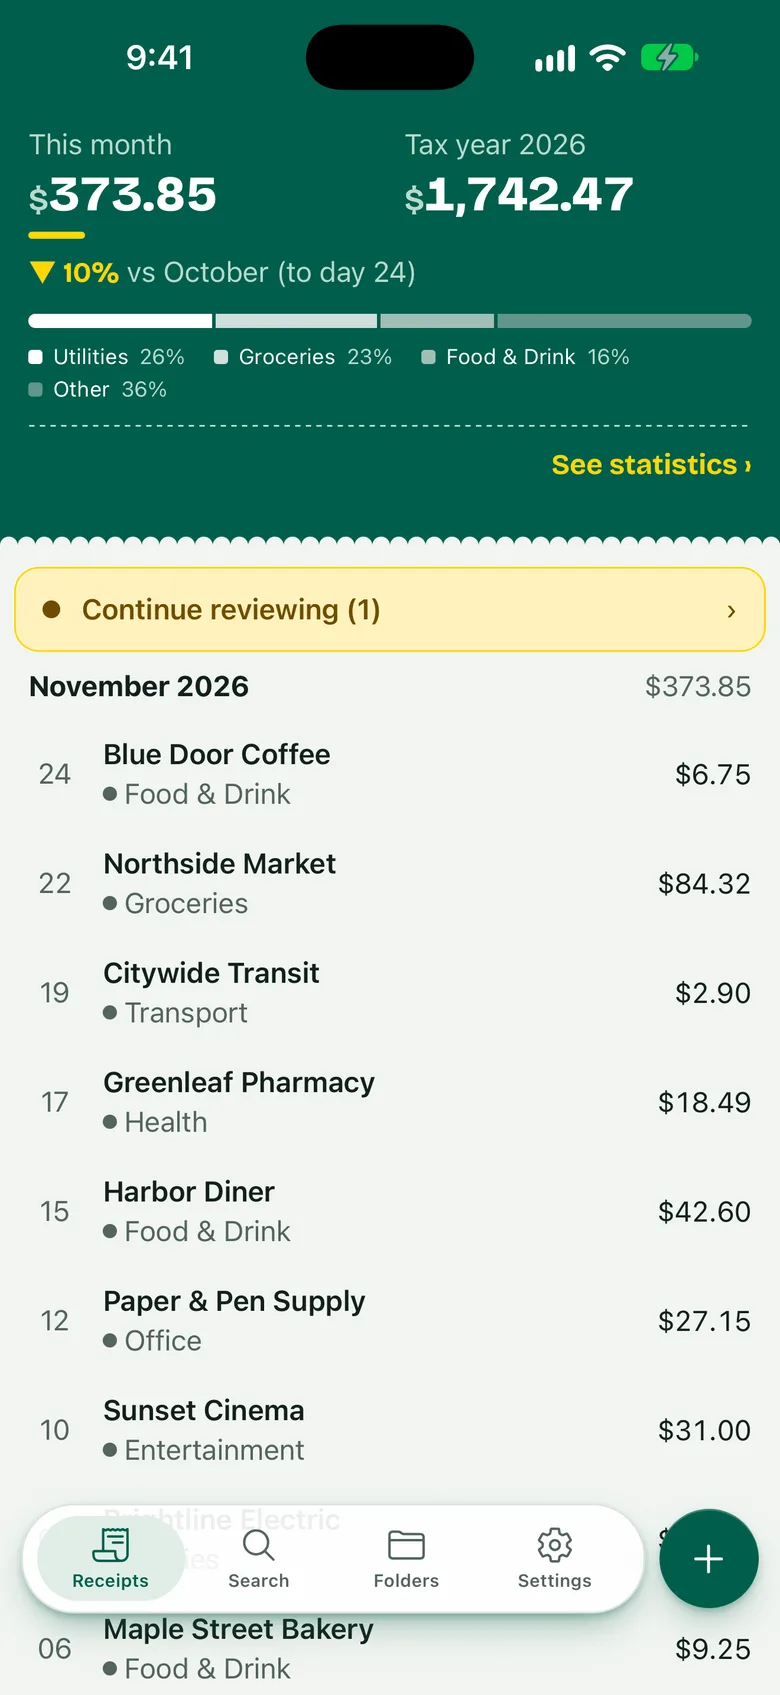 9:41
This month
Tax year 2026
$373.85
$1,742.47
▼ 10% vs October (to day 24)
Utilities 26% Groceries 23% Food & Drink 16%
Other 36%
See statistics ›
Continue reviewing (1) ›
November 2026 $373.85
24 Blue Door Coffee $6.75
Food & Drink
22 Northside Market $84.32
Groceries
19 Citywide Transit $2.90
Transport
17 Greenleaf Pharmacy $18.49
Health
15 Harbor Diner $42.60
Food & Drink
12 Paper & Pen Supply $27.15
Office
10 Sunset Cinema $31.00
Entertainment
Brightline Electric
Receipts Search Folders Settings
06 Maple Street Bakery $9.25
Food & Drink